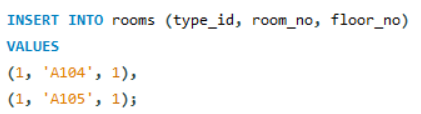 INSERT INTO rooms (type_id, room_no, floor_no)
VALUES
(1, 'A104', 1),
(1, 'A105', 1);